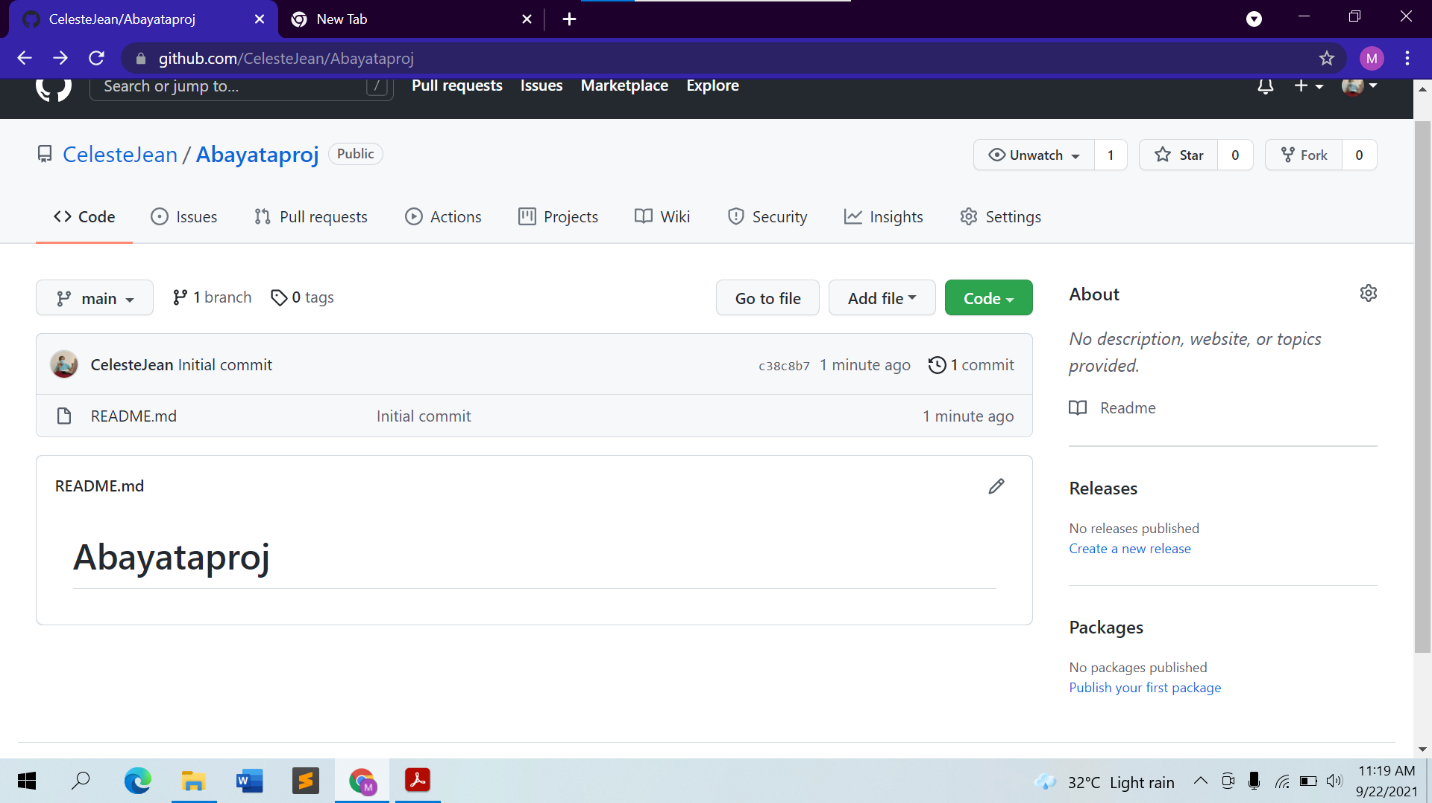 CelesteJean/Abayataproj
New Tab
github.com/CelesteJean/Abayataproj
M
Search or jump to...
/
Pull requests Issues Marketplace Explore
CelesteJean / Abayataproj Public
Unwatch 1 Star 0 Fork 0
Code Issues Pull requests Actions Projects Wiki Security Insights Settings
main 1 branch 0 tags Go to file Add file Code
CelesteJean Initial commit c38c8b7 1 minute ago 1 commit
README.md Initial commit 1 minute ago
README.md
Abayataproj
About
No description, website, or topics
provided.
Readme
Releases
No releases published
Create a new release
Packages
No packages published
Publish your first package
W
M
32°C Light rain
11:19 AM
9/22/2021